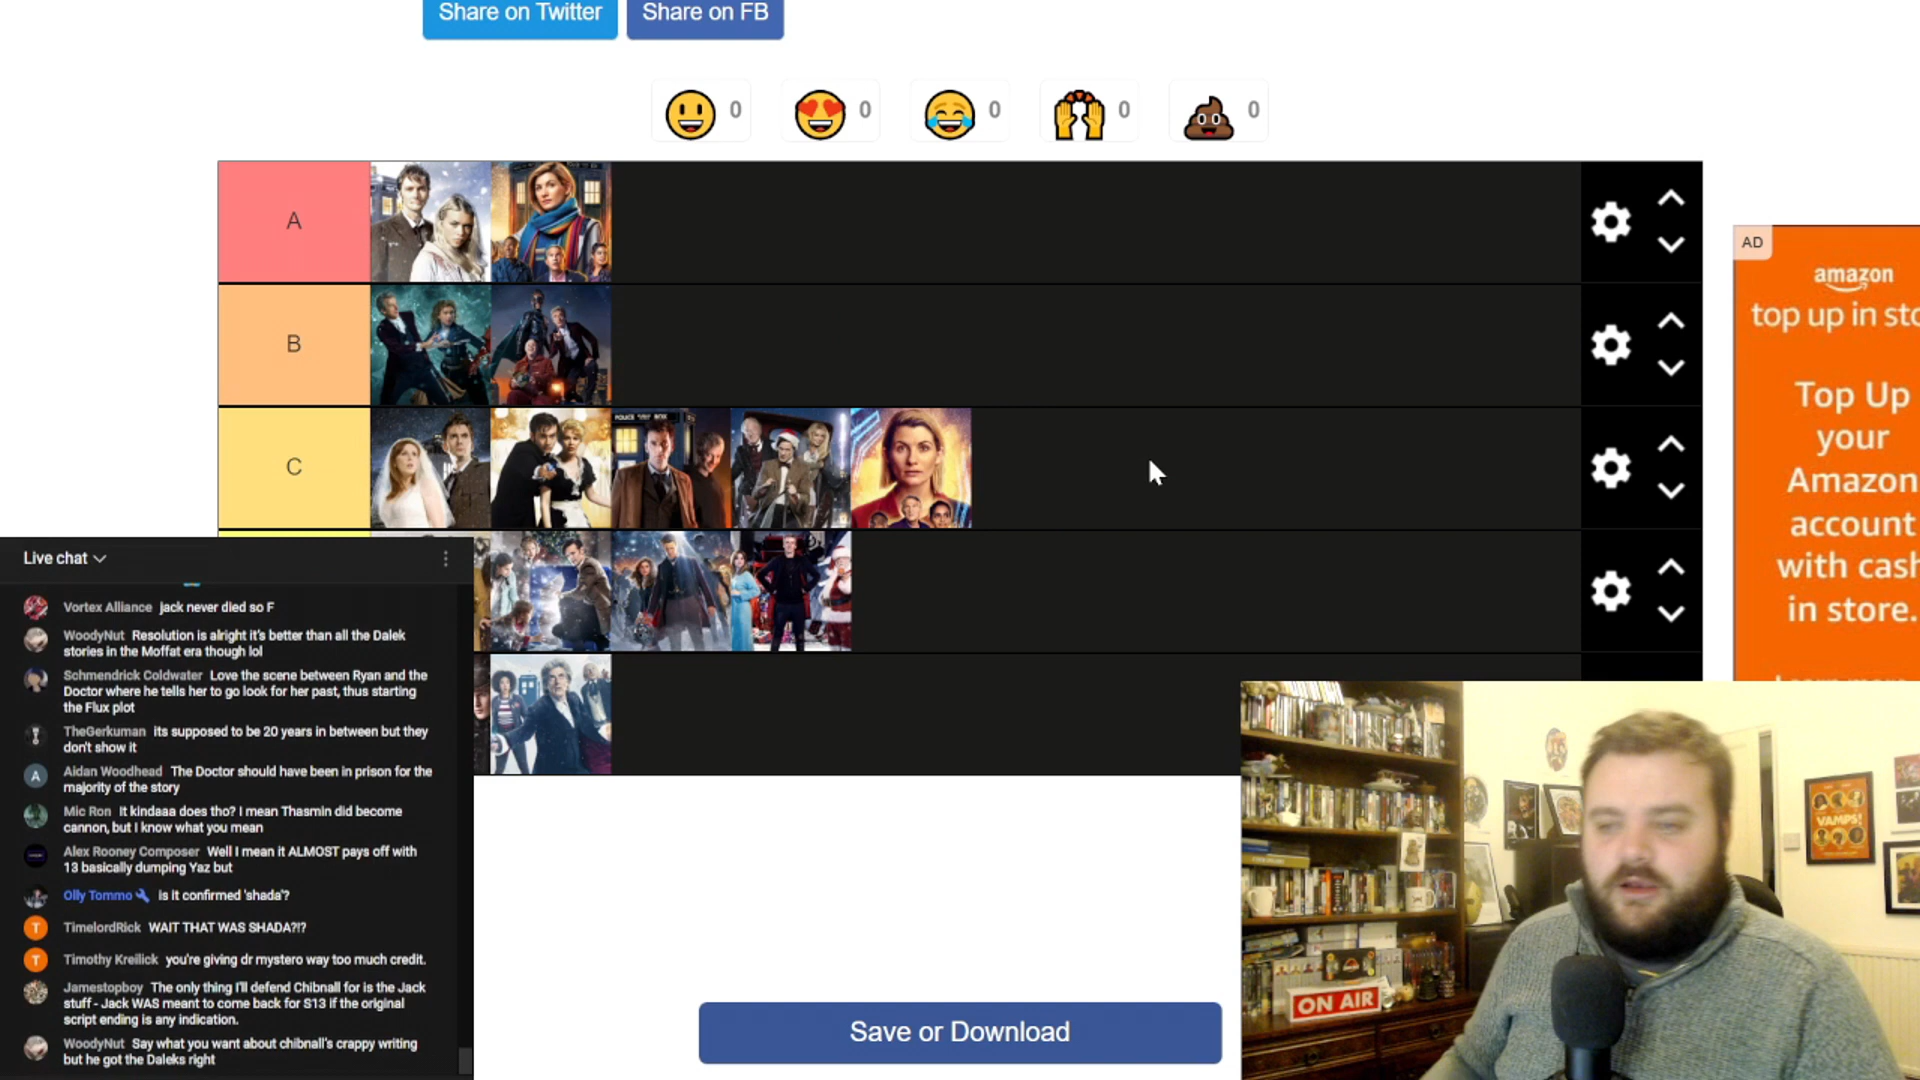 Share on Twitter
Share on FB
0
0
0
0
0
A
POLICE BOX
B
C
AD
amazon
top up in sto
Top Up
your
Amazon
account
with cash
in store.
Live chat
Vortex Alliance jack never died so F
WoodyNut Resolution is alright it's better than all the Dalek
stories in the Moffat era though lol
Schmendrick Coldwater Love the scene between Ryan and the
Doctor where he tells her to go look for her past, thus starting
the Flux plot
TheGerkuman its supposed to be 20 years in between but they
don't show it
A
Aidan Woodhead The Doctor should have been in prison for the
majority of the story
Mic Ron It kindaaa does tho? I mean Thasmin did become
cannon, but I know what you mean
Alex Rooney Composer Well I mean it ALMOST pays off with
13 basically dumping Yaz but
Olly Tommo is it confirmed 'shada'?
T
TimelordRick WAIT THAT WAS SHADA?!?
T
Timothy Kreilick you're giving dr mystero way too much credit.
Jamestopboy The only thing I'll defend Chibnall for is the Jack
stuff - Jack WAS meant to come back for S13 if the original
script ending is any indication.
WoodyNut Say what you want about chibnall's crappy writing
but he got the Daleks right
Save or Download
VAMPS!
ON AIR